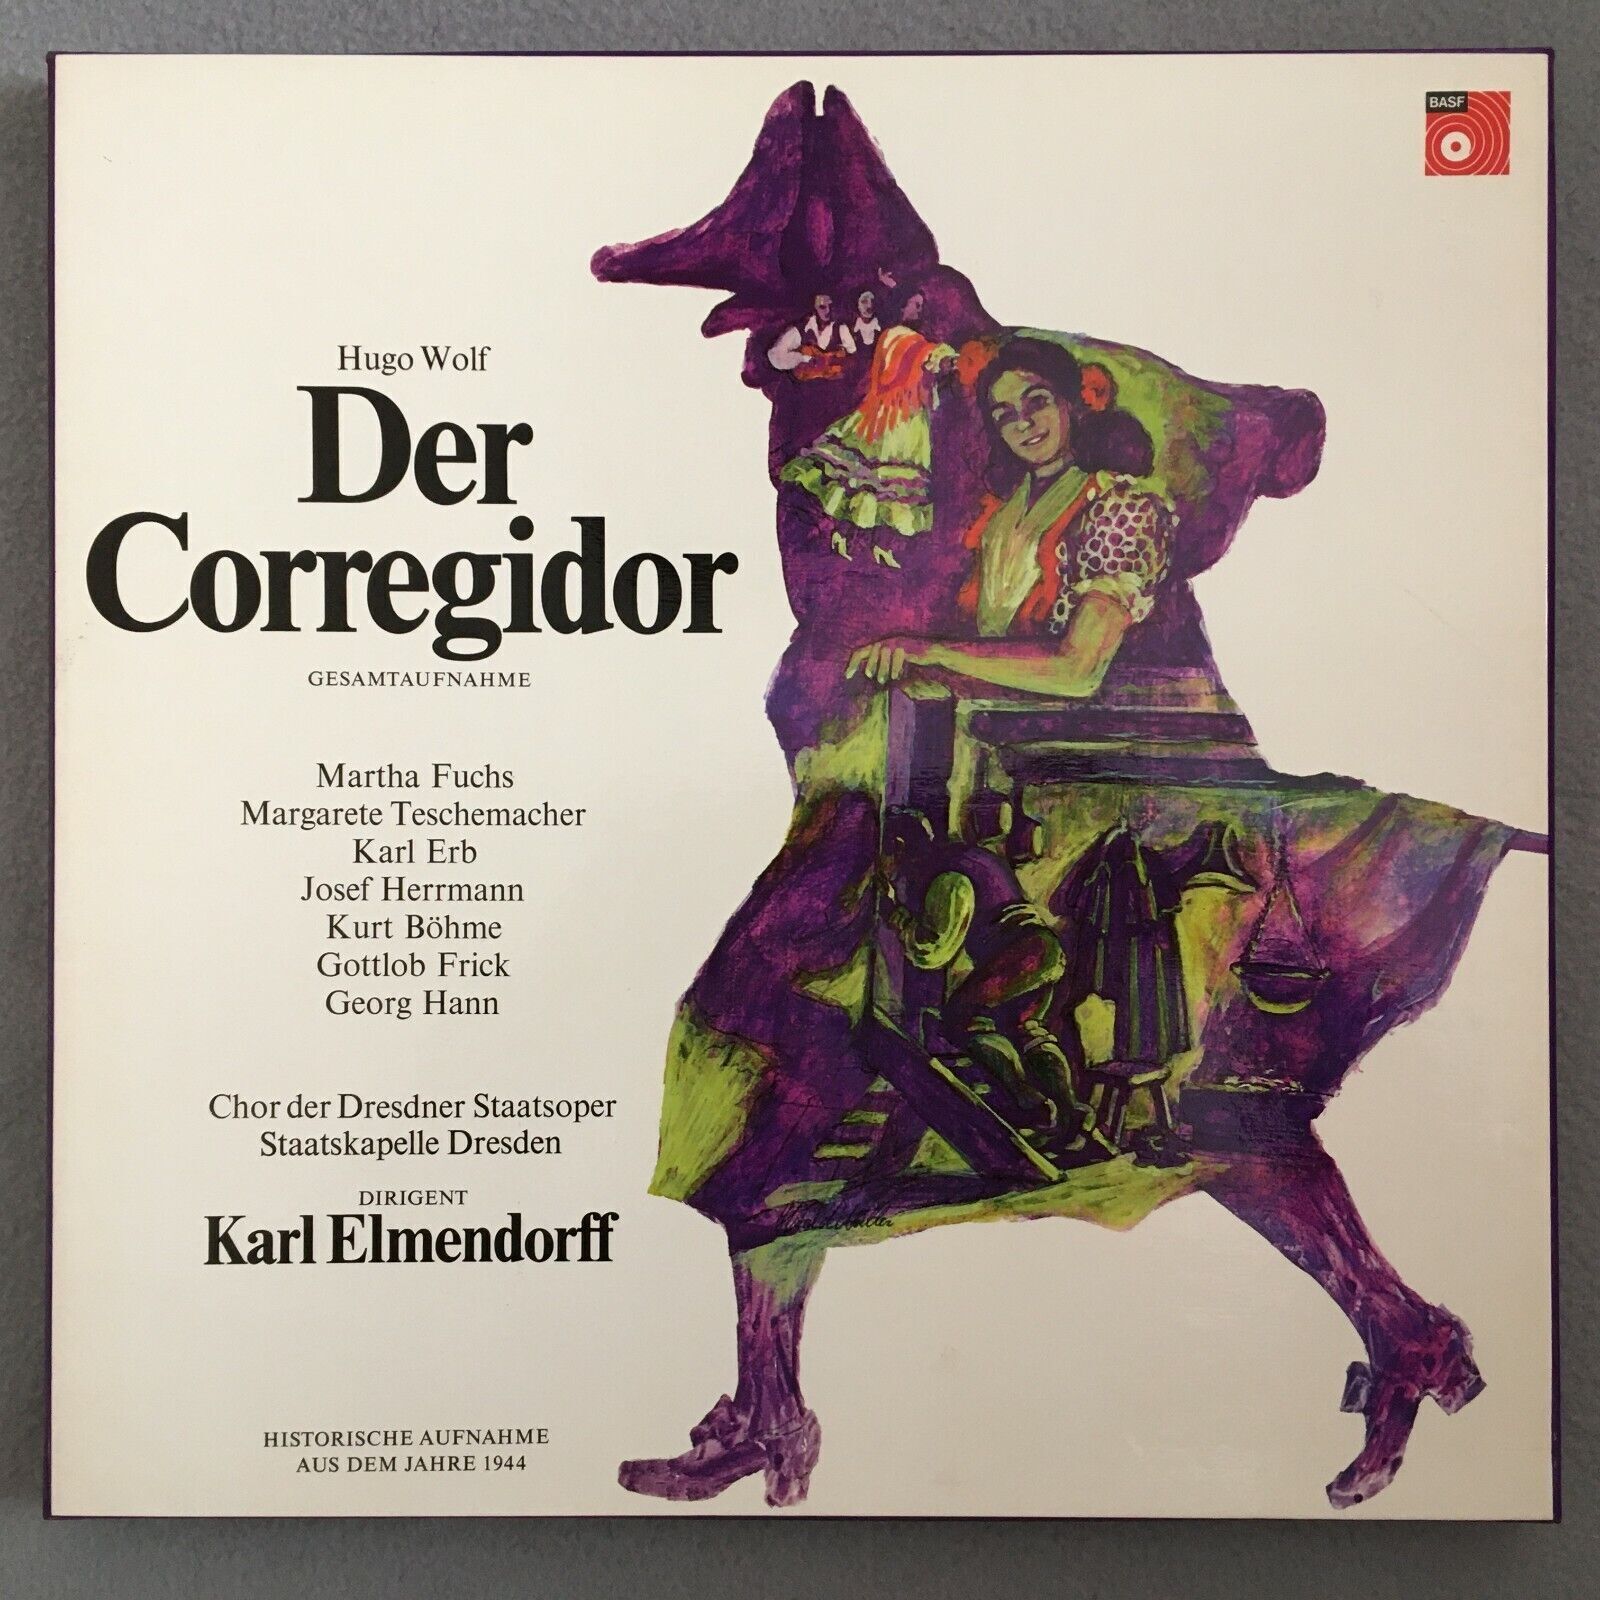 BASF
Hugo Wolf
Der
Corregidor
GESAMTAUFNAHME
Martha Fuchs
Margarete Teschemacher
Karl Erb
Josef Herrmann
Kurt Böhme
Gottlob Frick
Georg Hann
Chor der Dresdner Staatsoper
Staatskapelle Dresden
DIRIGENT
Karl Elmendorff
HISTORISCHE AUFNAHME
AUS DEM JAHRE 1944